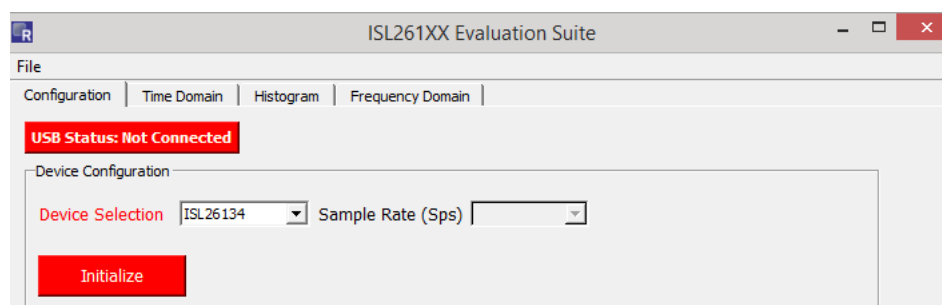 R ISL261XX Evaluation Suite
File
Configuration Time Domain Histogram Frequency Domain
USB Status: Not Connected
Device Configuration
Device Selection ISL26134 Sample Rate (Sps)
Initialize